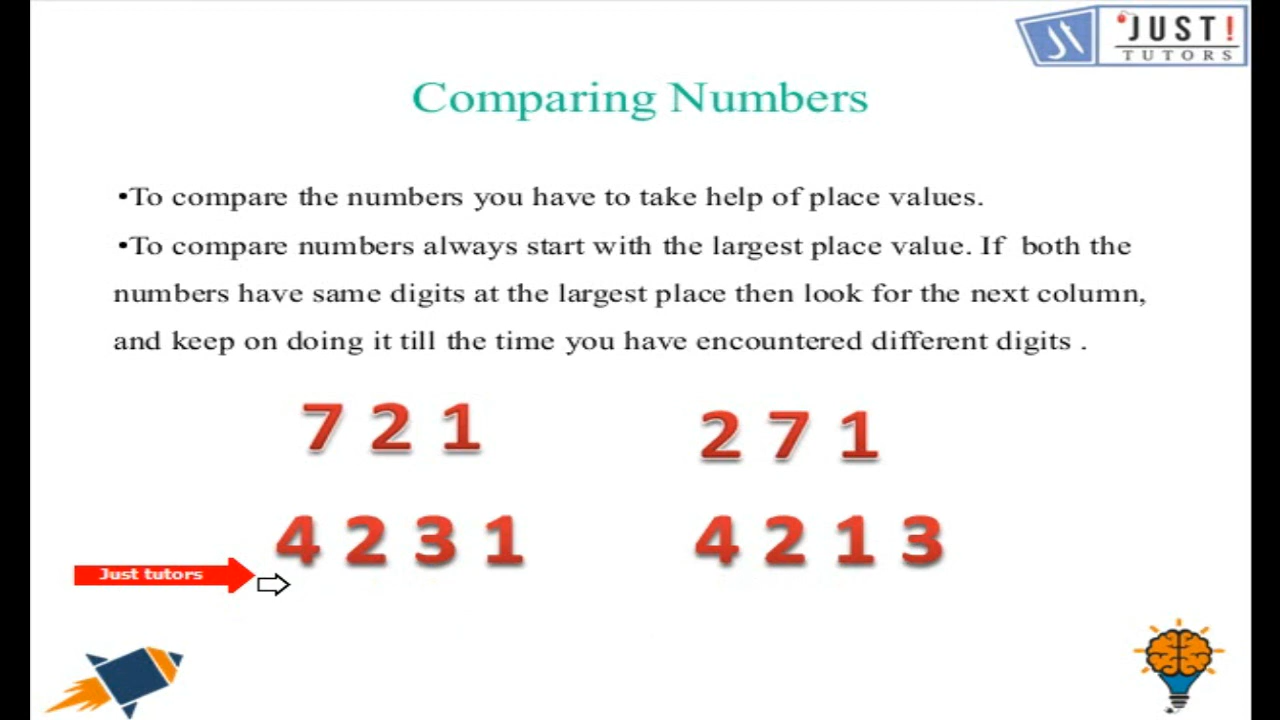 JUST!
TUTORS
Comparing Numbers
•To compare the numbers you have to take help of place values.
•To compare numbers always start with the largest place value. If both the
numbers have same digits at the largest place then look for the next column,
and keep on doing it till the time you have encountered different digits .
7 2 1
2 7 1
4 2 3 1
4 2 1 3
Just tutors